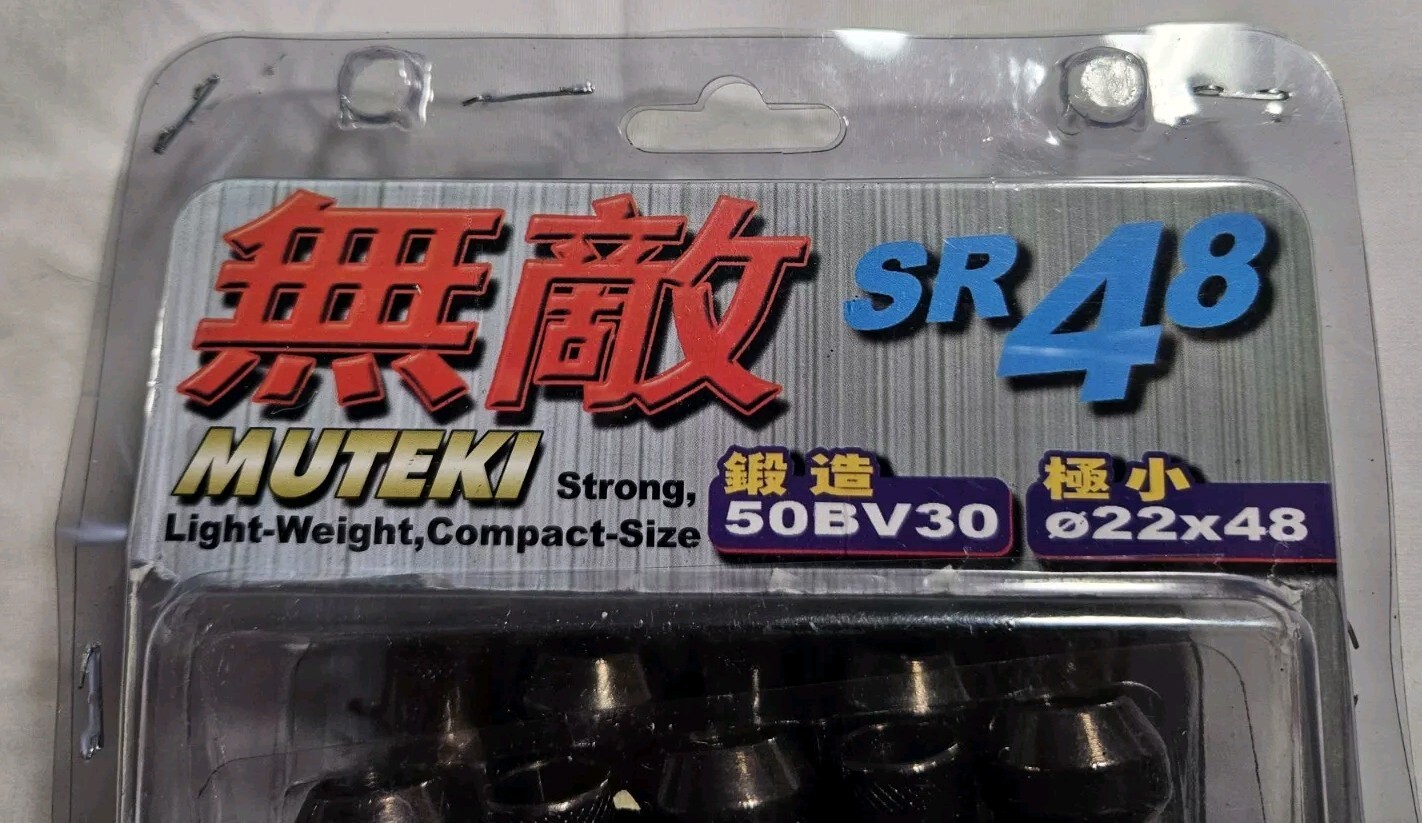 無敵 SR48
MUTEKI Strong,
Light-Weight,Compact-Size
鍛造
50BV30
極小
ø22x48